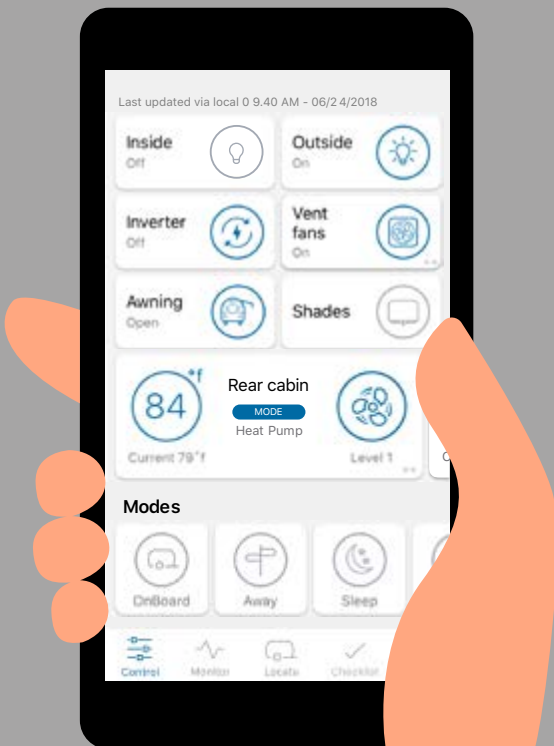 Last updated via local 0 9.40 AM - 06/24/2018
Inside
Off
Outside
On
Inverter
Off
Vent
fans
On
Awning
Open
Shades
84 °f
Current 79°f
Rear cabin
MODE
Heat Pump
Level 1
Modes
OnBoard
Away
Sleep
Control
Monitor
Locate
Checklist